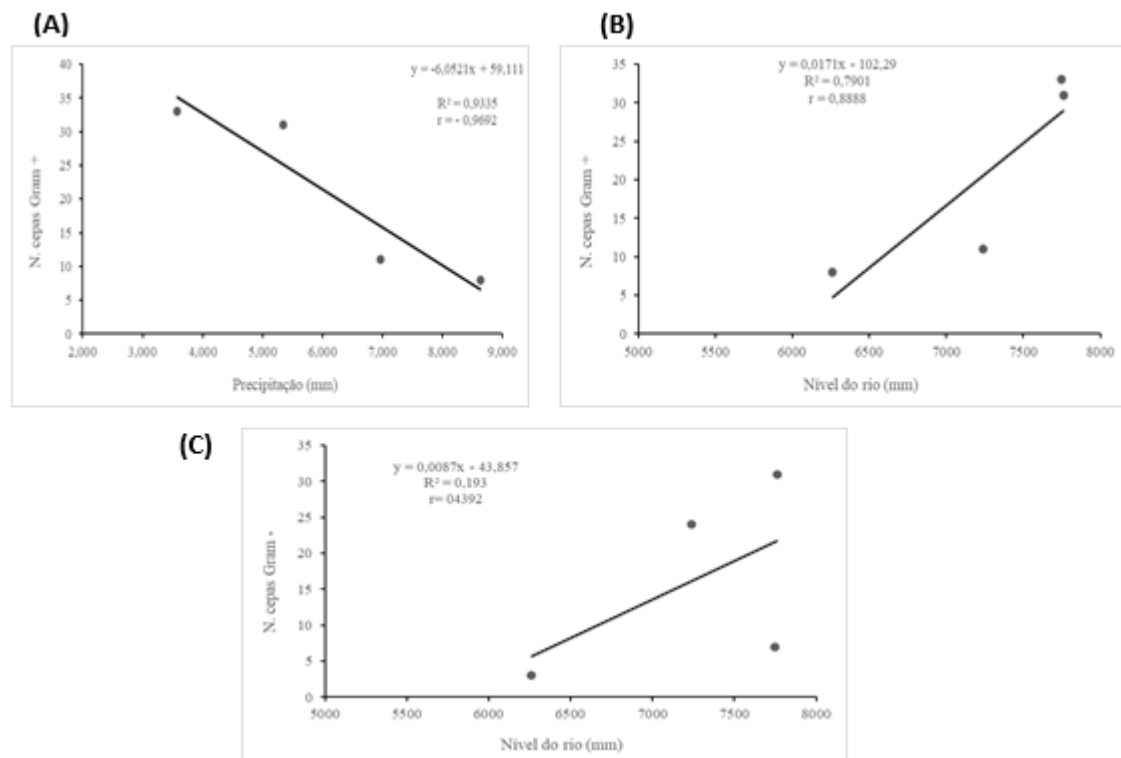 (A)
y = -6,0521x + 59,111
R² = 0,9335
r = - 0,9692
N. cepas Gram +
40
35
30
25
20
15
10
5
0
2,000 3,000 4,000 5,000 6,000 7,000 8,000 9,000
Precipitação (mm)
(B)
y = 0,0171x - 102,29
R² = 0,7901
r = 0,8888
N. cepas Gram +
35
30
25
20
15
10
5
0
5000 5500 6000 6500 7000 7500 8000
Nível do rio (mm)
(C)
y = 0,0087x - 43,857
R² = 0,193
r= 04392
N. cepas Gram -
35
30
25
20
15
10
5
0
5000 5500 6000 6500 7000 7500 8000
Nível do rio (mm)